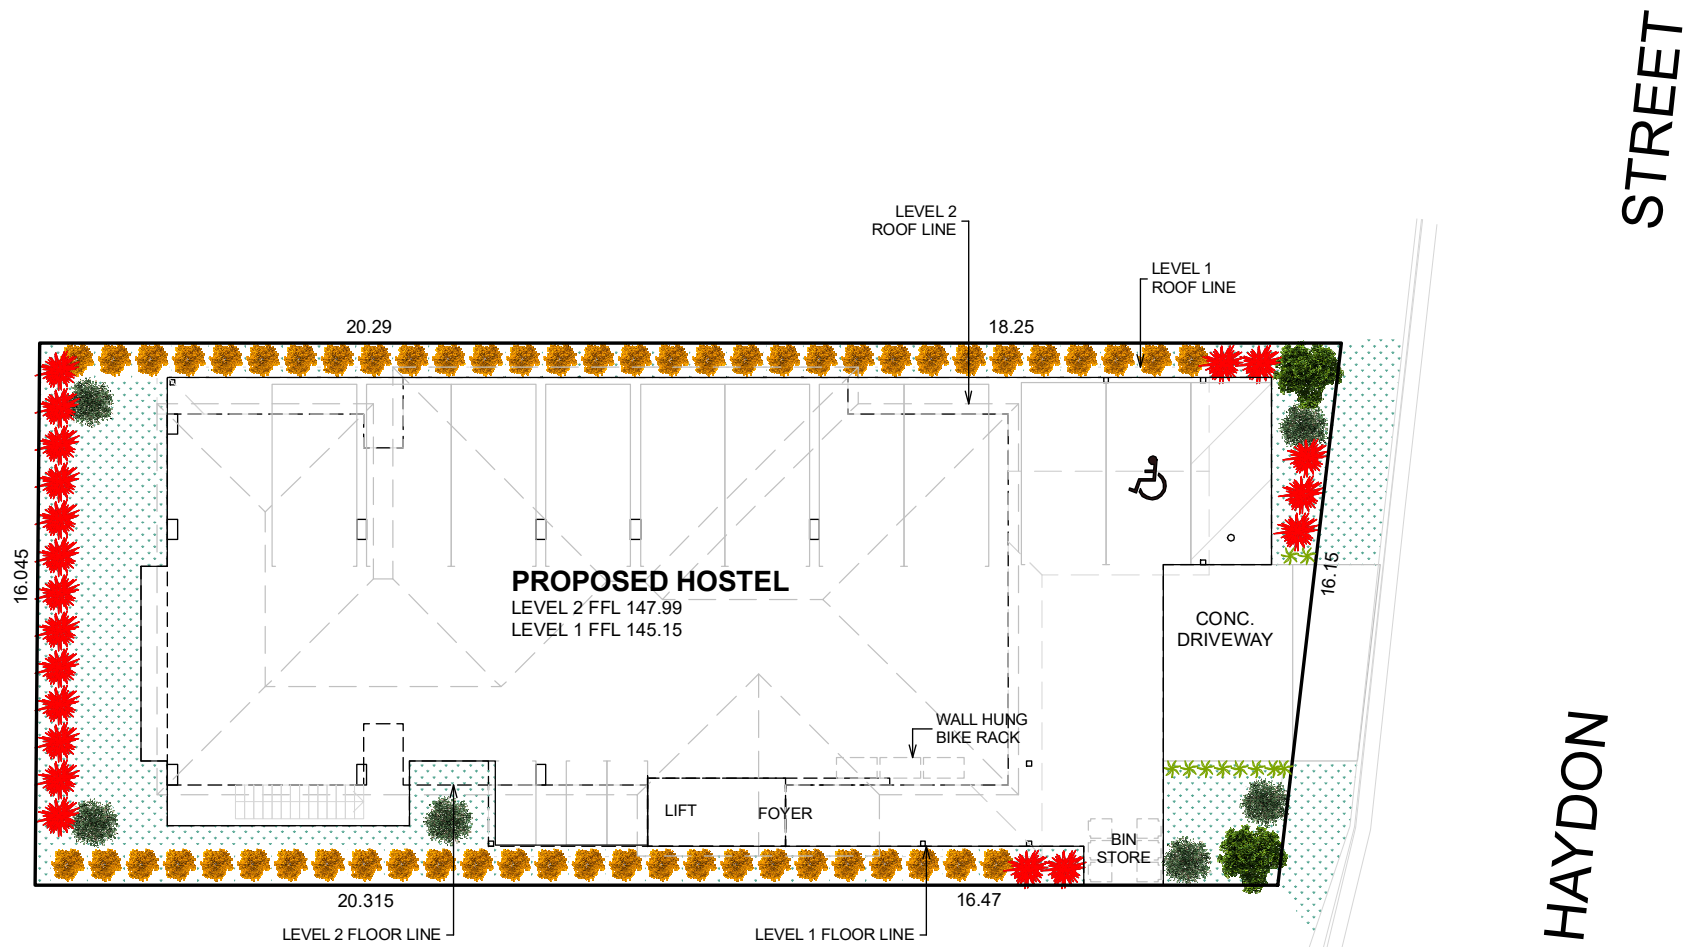 STREET
LEVEL 2
ROOF LINE
LEVEL 1
ROOF LINE
20.29
18.25
16.045
16.15
PROPOSED HOSTEL
LEVEL 2 FFL 147.99
LEVEL 1 FFL 145.15
CONC.
DRIVEWAY
WALL HUNG
BIKE RACK
LIFT
FOYER
BIN
STORE
HAYDON
20.315
16.47
LEVEL 2 FLOOR LINE
LEVEL 1 FLOOR LINE